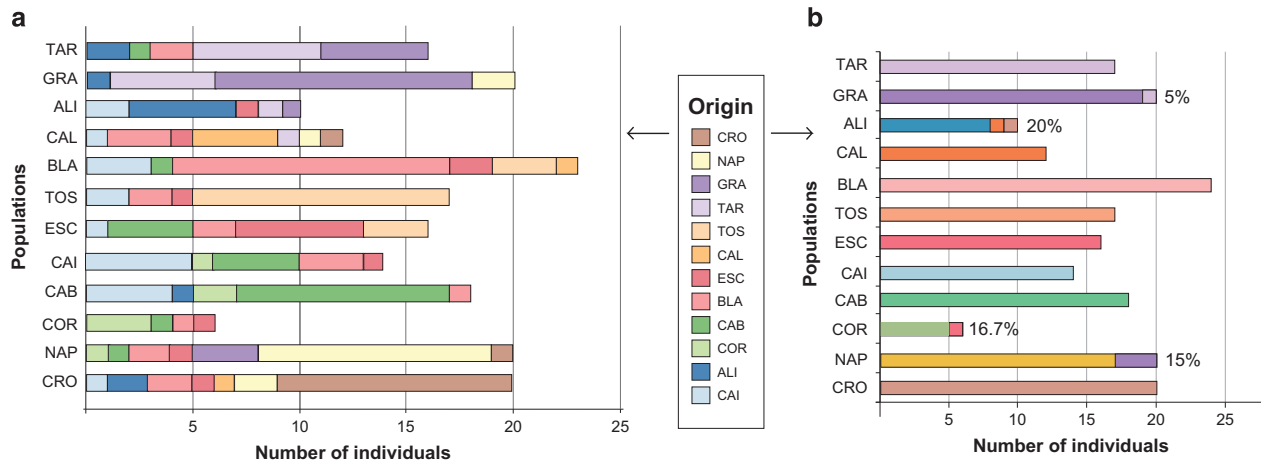 a
Populations
TAR
GRA
ALI
CAL
BLA
TOS
ESC
CAI
CAB
COR
NAP
CRO
5 10 15 20 25
Number of individuals
Origin
CRO
NAP
GRA
TAR
TOS
CAL
ESC
BLA
CAB
COR
ALI
CAI
b
Populations
TAR
GRA 5%
ALI 20%
CAL
BLA
TOS
ESC
CAI
CAB
COR 16.7%
NAP 15%
CRO
5 10 15 20 25
Number of individuals